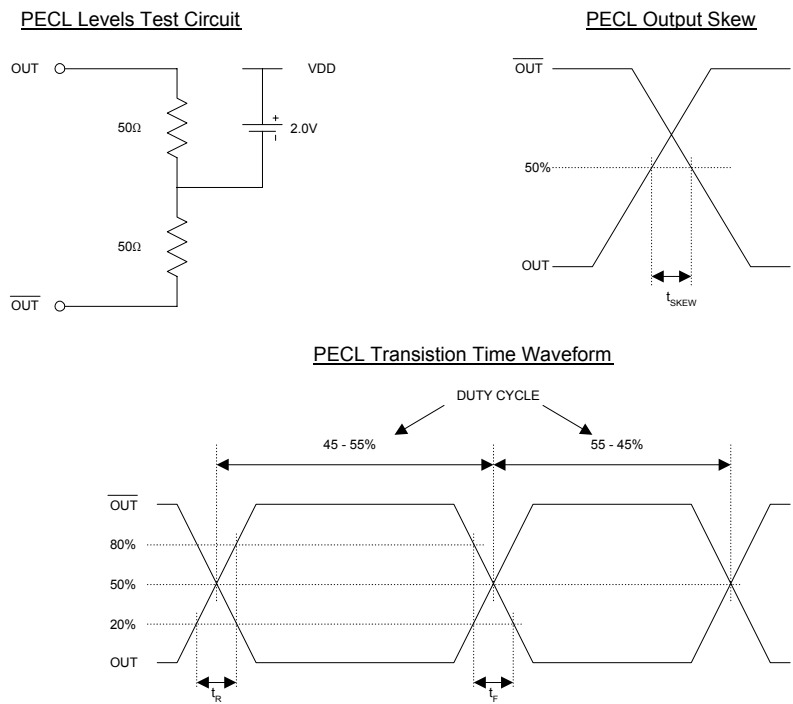 PECL Levels Test Circuit
OUT
VDD
50Ω
+
2.0V
-
50Ω
OUT
PECL Output Skew
OUT
50%
OUT
tSKEW
PECL Transistion Time Waveform
DUTY CYCLE
45 - 55%
55 - 45%
OUT
80%
50%
20%
OUT
tR
tF